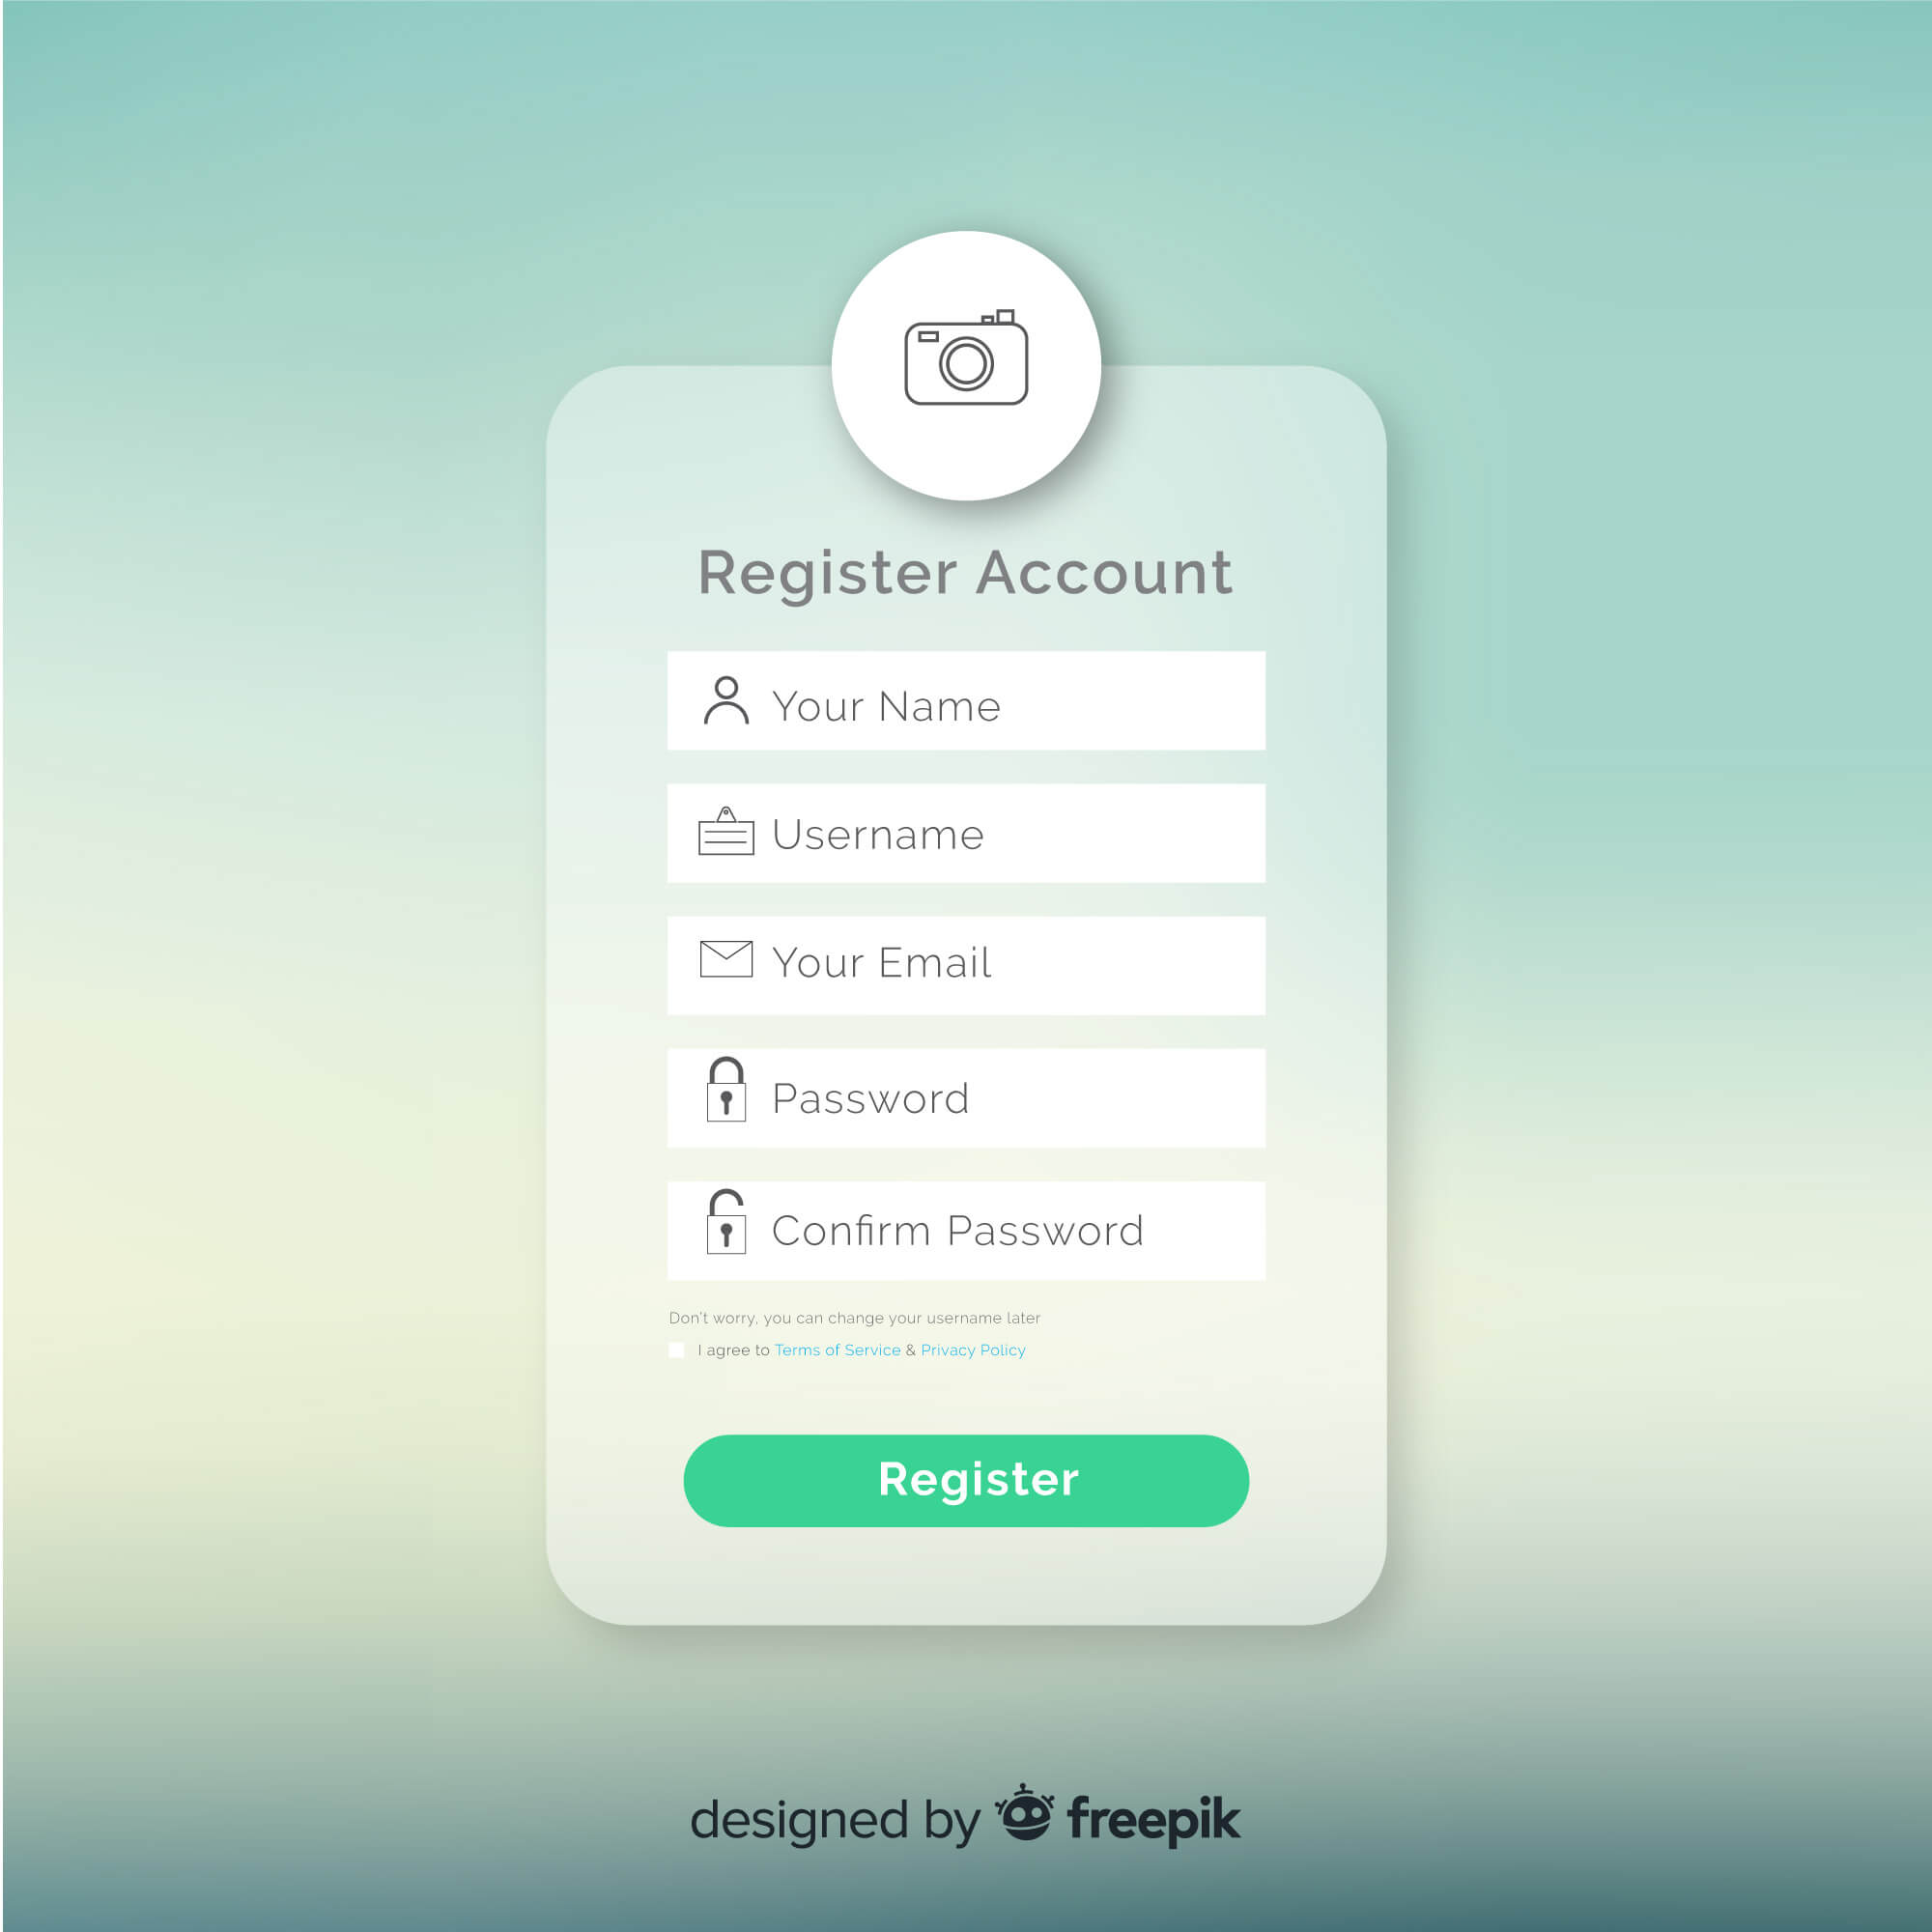 Register Account
Your Name
Username
Your Email
Password
Confirm Password
Don't worry, you can change your username later
I agree to Terms of Service & Privacy Policy
Register
designed by freepik